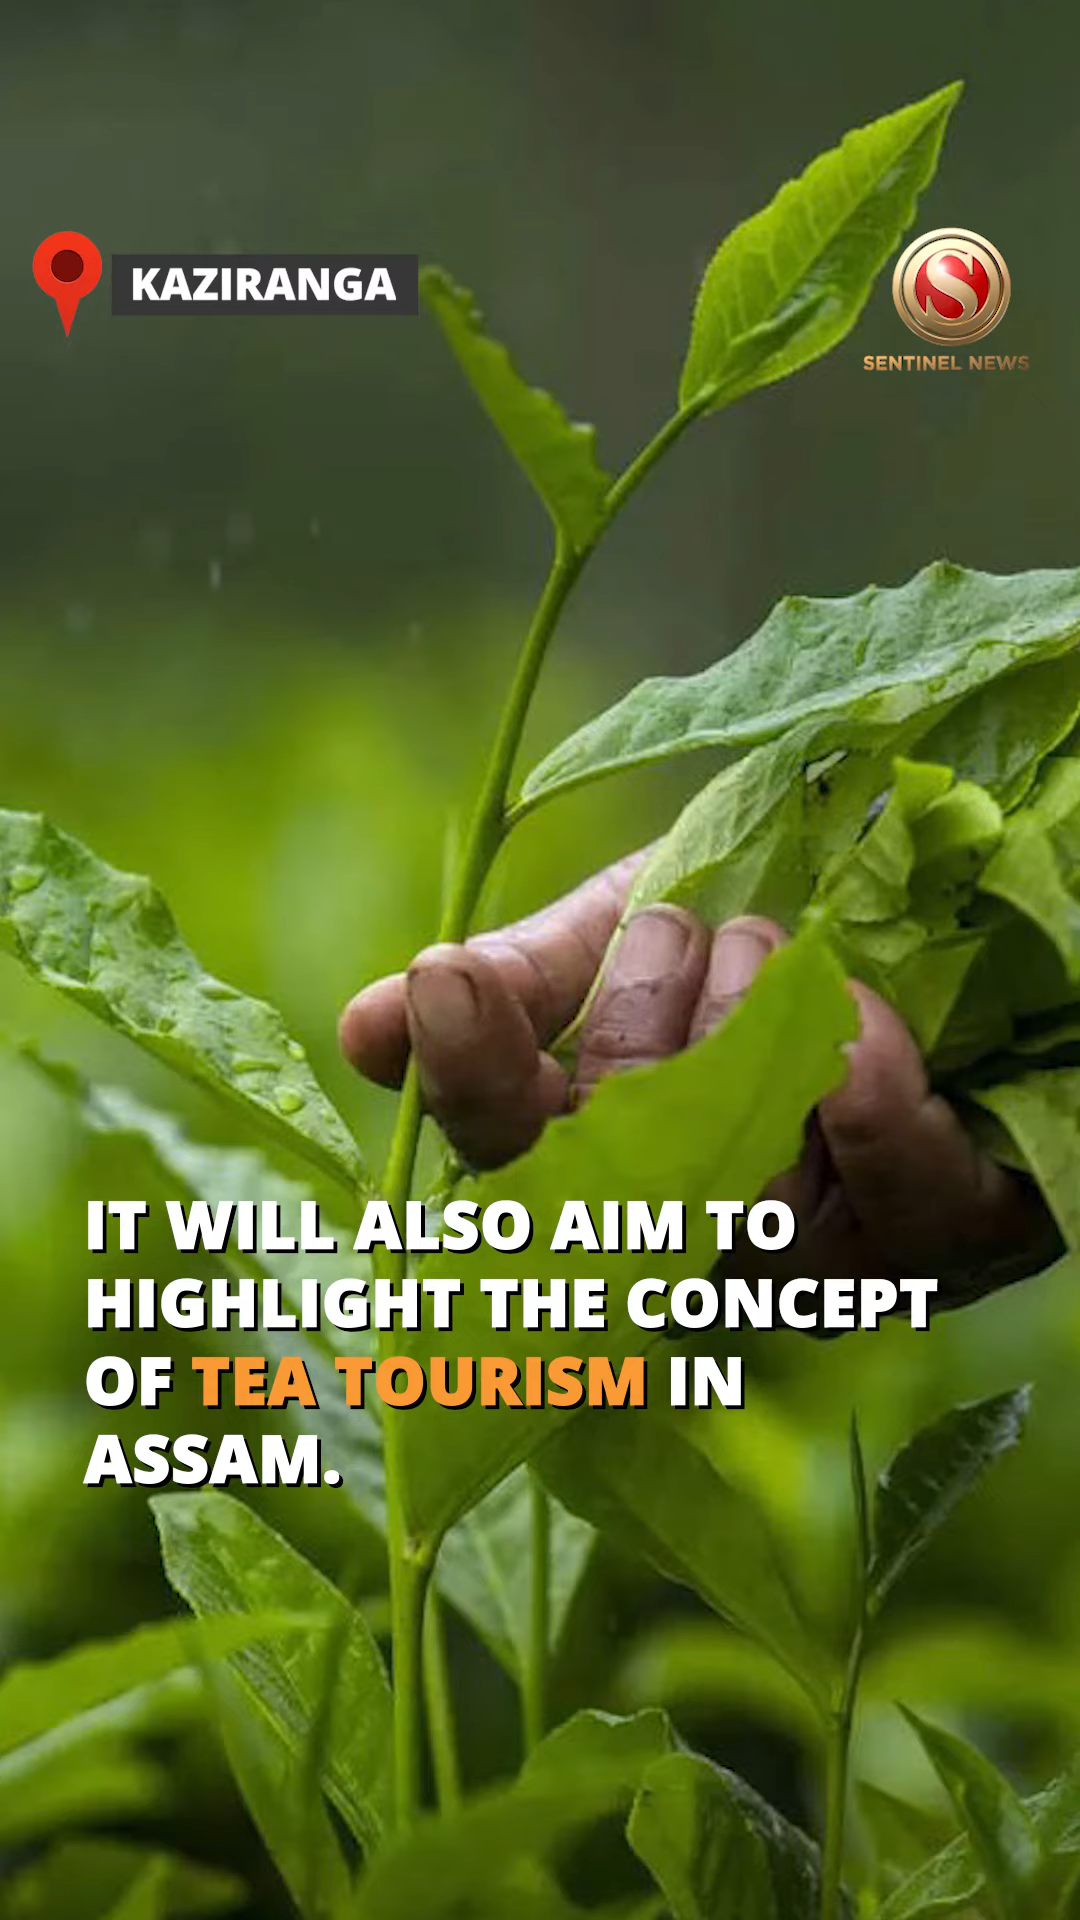 KAZIRANGA
SENTINEL NEWS
IT WILL ALSO AIM TO
HIGHLIGHT THE CONCEPT
OF TEA TOURISM IN
ASSAM.